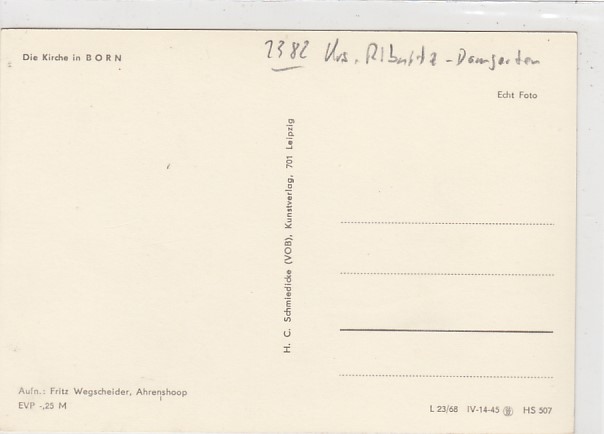 Die Kirche in BORN
2382 Krs. Ribnitz-Damgarten
Echt Foto
H. C. Schmiedicke (VOB), Kunstverlag, 701 Leipzig
Aufn.: Fritz Wegscheider, Ahrenshoop
EVP -,25 M
L 23/68 IV-14-45 HS 507